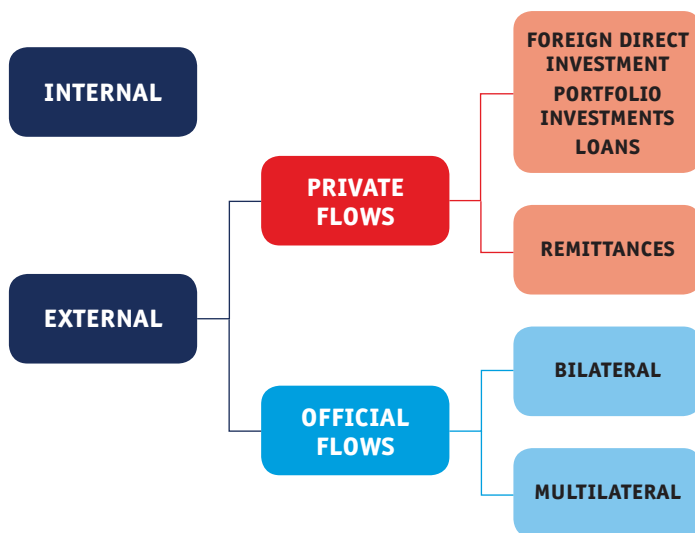 INTERNAL
EXTERNAL
PRIVATE
FLOWS
OFFICIAL
FLOWS
FOREIGN DIRECT
INVESTMENT
PORTFOLIO
INVESTMENTS
LOANS
REMITTANCES
BILATERAL
MULTILATERAL